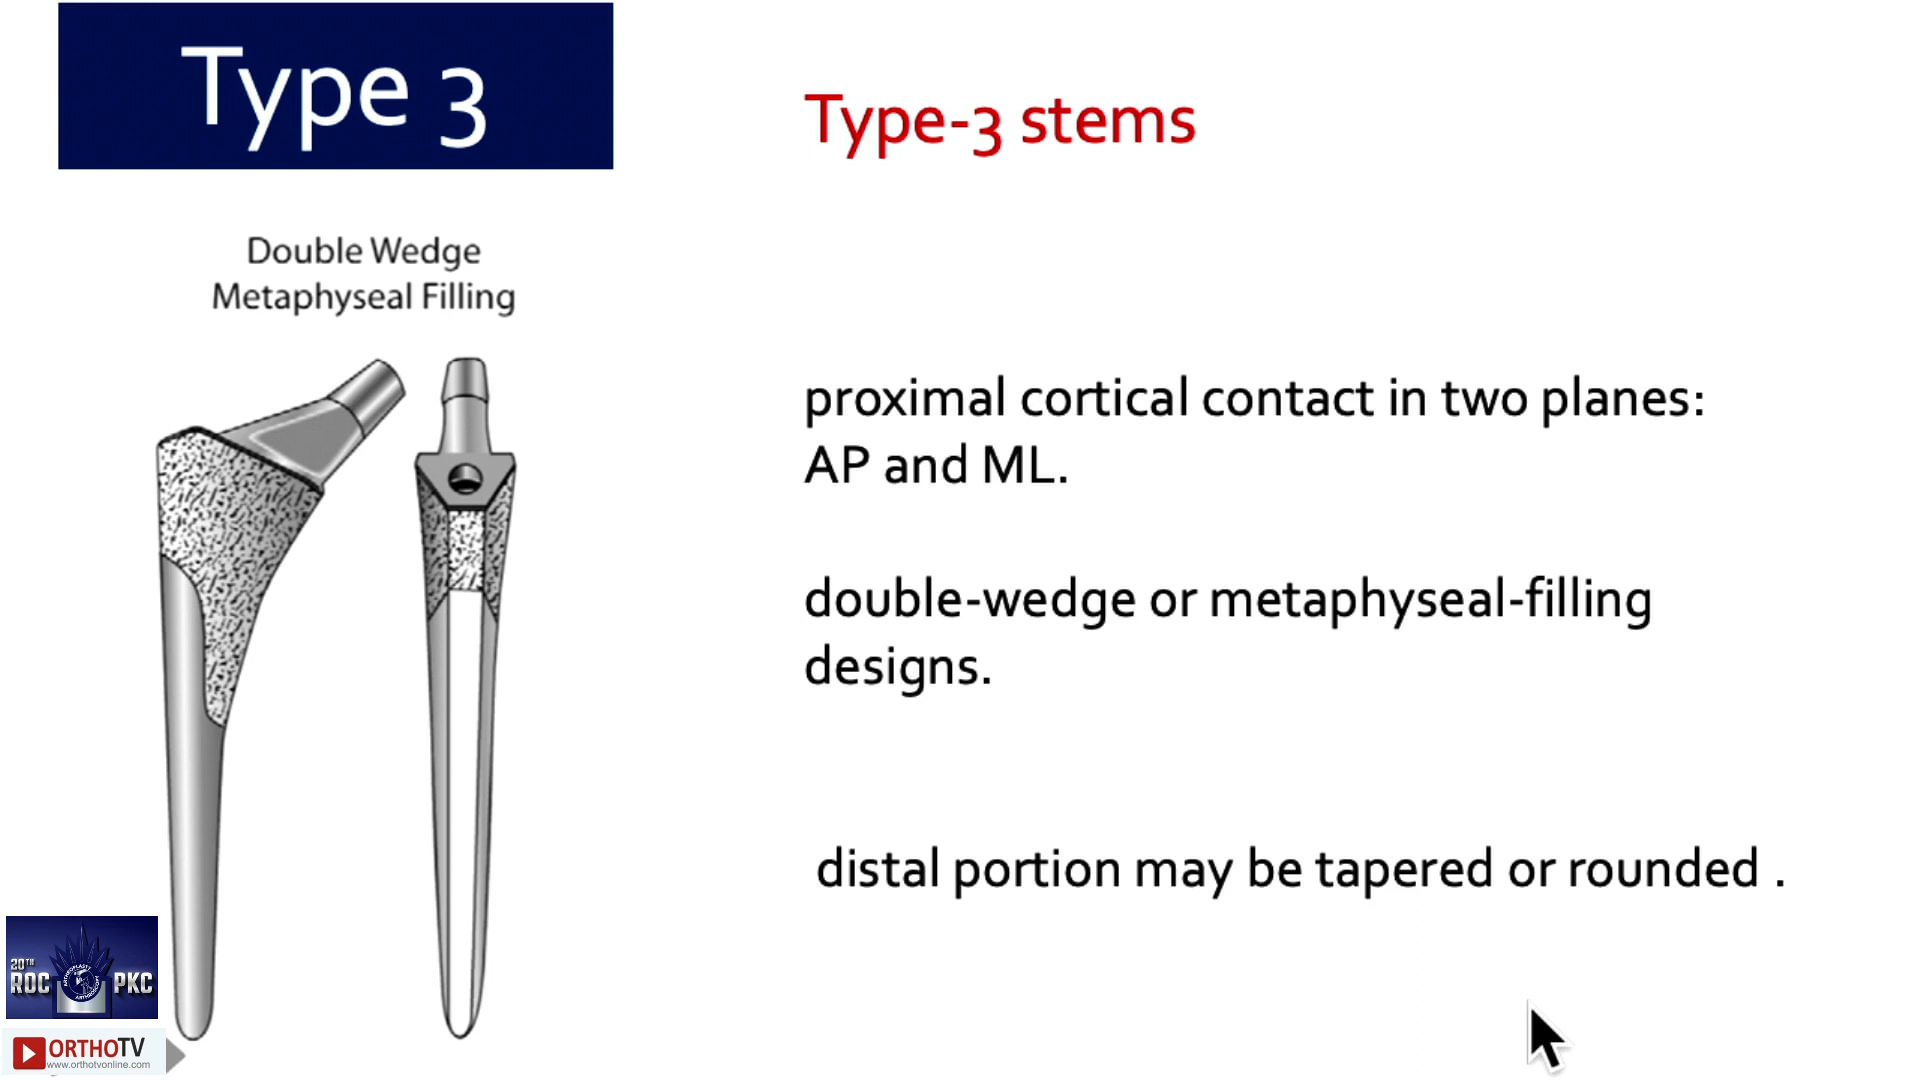 Type 3
Double Wedge
Metaphyseal Filling
Type-3 stems
proximal cortical contact in two planes:
AP and ML.
double-wedge or metaphyseal-filling
designs.
distal portion may be tapered or rounded .
20TH
ROC PKC
ORTHOTV
www.orthotvonline.com